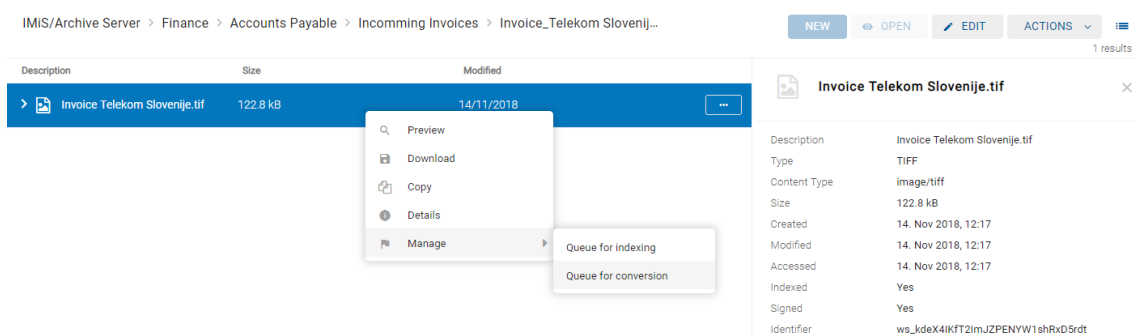 IMiS/Archive Server > Finance > Accounts Payable > Incomming Invoices > Invoice_Telekom Slovenij...
NEW OPEN EDIT ACTIONS
1 results
Description Size Modified
Invoice Telekom Slovenije.tif 122.8 kB 14/11/2018
Preview
Download
Copy
Details
Manage
Queue for indexing
Queue for conversion
Invoice Telekom Slovenije.tif
Description Invoice Telekom Slovenije.tif
Type TIFF
Content Type image/tiff
Size 122.8 kB
Created 14. Nov 2018, 12:17
Modified 14. Nov 2018, 12:17
Accessed 14. Nov 2018, 12:17
Indexed Yes
Signed Yes
Identifier ws_kdeX4IKfT2ImJZPENYW1shRxD5rdt